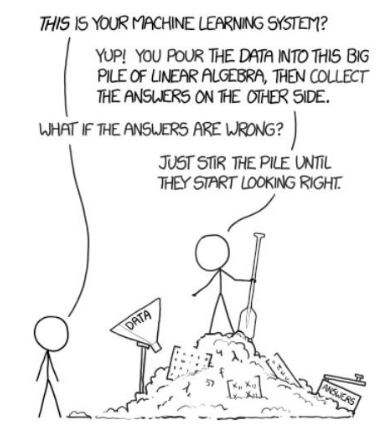 THIS IS YOUR MACHINE LEARNING SYSTEM?
YUP! YOU POUR THE DATA INTO THIS BIG
PILE OF LINEAR ALGEBRA, THEN COLLECT
THE ANSWERS ON THE OTHER SIDE.
WHAT IF THE ANSWERS ARE WRONG?
JUST STIR THE PILE UNTIL
THEY START LOOKING RIGHT.
DATA
ANSWERS